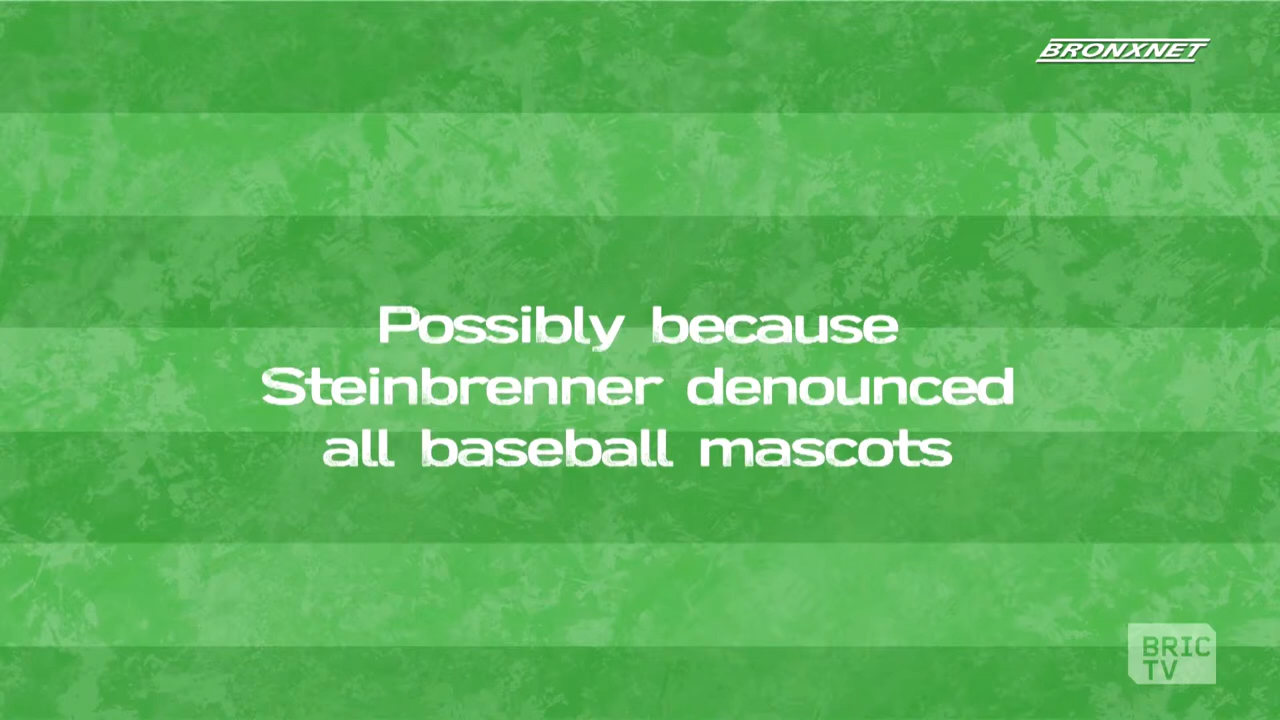 BRONXNET
Possibly because
Steinbrenner denounced
all baseball mascots
BRIC
TV